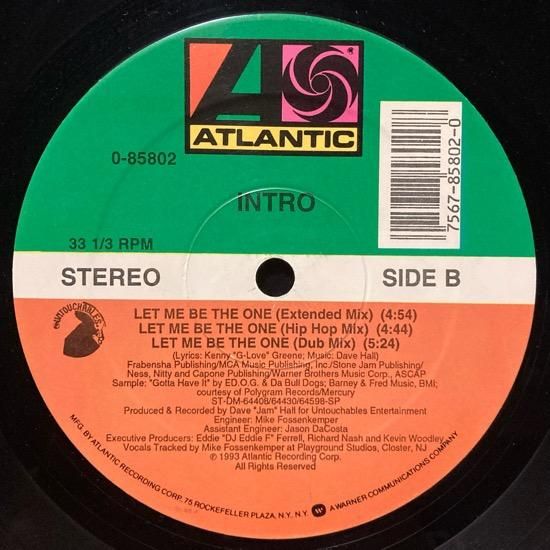 ATLANTIC
0-85802
7567-85802-0
INTRO
33 1/3 RPM
STEREO
SIDE B
UNTOUCHABLES
LET ME BE THE ONE (Extended Mix) (4:54)
LET ME BE THE ONE (Hip Hop Mix) (4:44)
LET ME BE THE ONE (Dub Mix) (5:24)
(Lyrics: Kenny "G-Love" Greene; Music: Dave Hall)
Frabensha Publishing/MCA Music Publishing, Inc./Stone Jam Publishing/
Ness, Nitty and Capone Publishing/Warner Brothers Music Corp., ASCAP
Sample: "Gotta Have It" by ED.O.G. & Da Bull Dogs; Barney & Fred Music, BMI;
courtesy of Polygram Records/Mercury
ST-DM-64408/64430/64598-SP
Produced & Recorded by Dave "Jam" Hall for Untouchables Entertainment
Engineer: Mike Fossenkemper
Assistant Engineer: Jason DaCosta
Executive Producers: Eddie "DJ Eddie F" Ferrell, Richard Nash and Kevin Woodley
Vocals Tracked by Mike Fossenkemper at Playground Studios, Closter, NJ
℗ 1993 Atlantic Recording Corp.
All Rights Reserved
MFG. BY ATLANTIC RECORDING CORP. 75 ROCKEFELLER PLAZA, N.Y. N.Y. A WARNER COMMUNICATIONS COMPANY